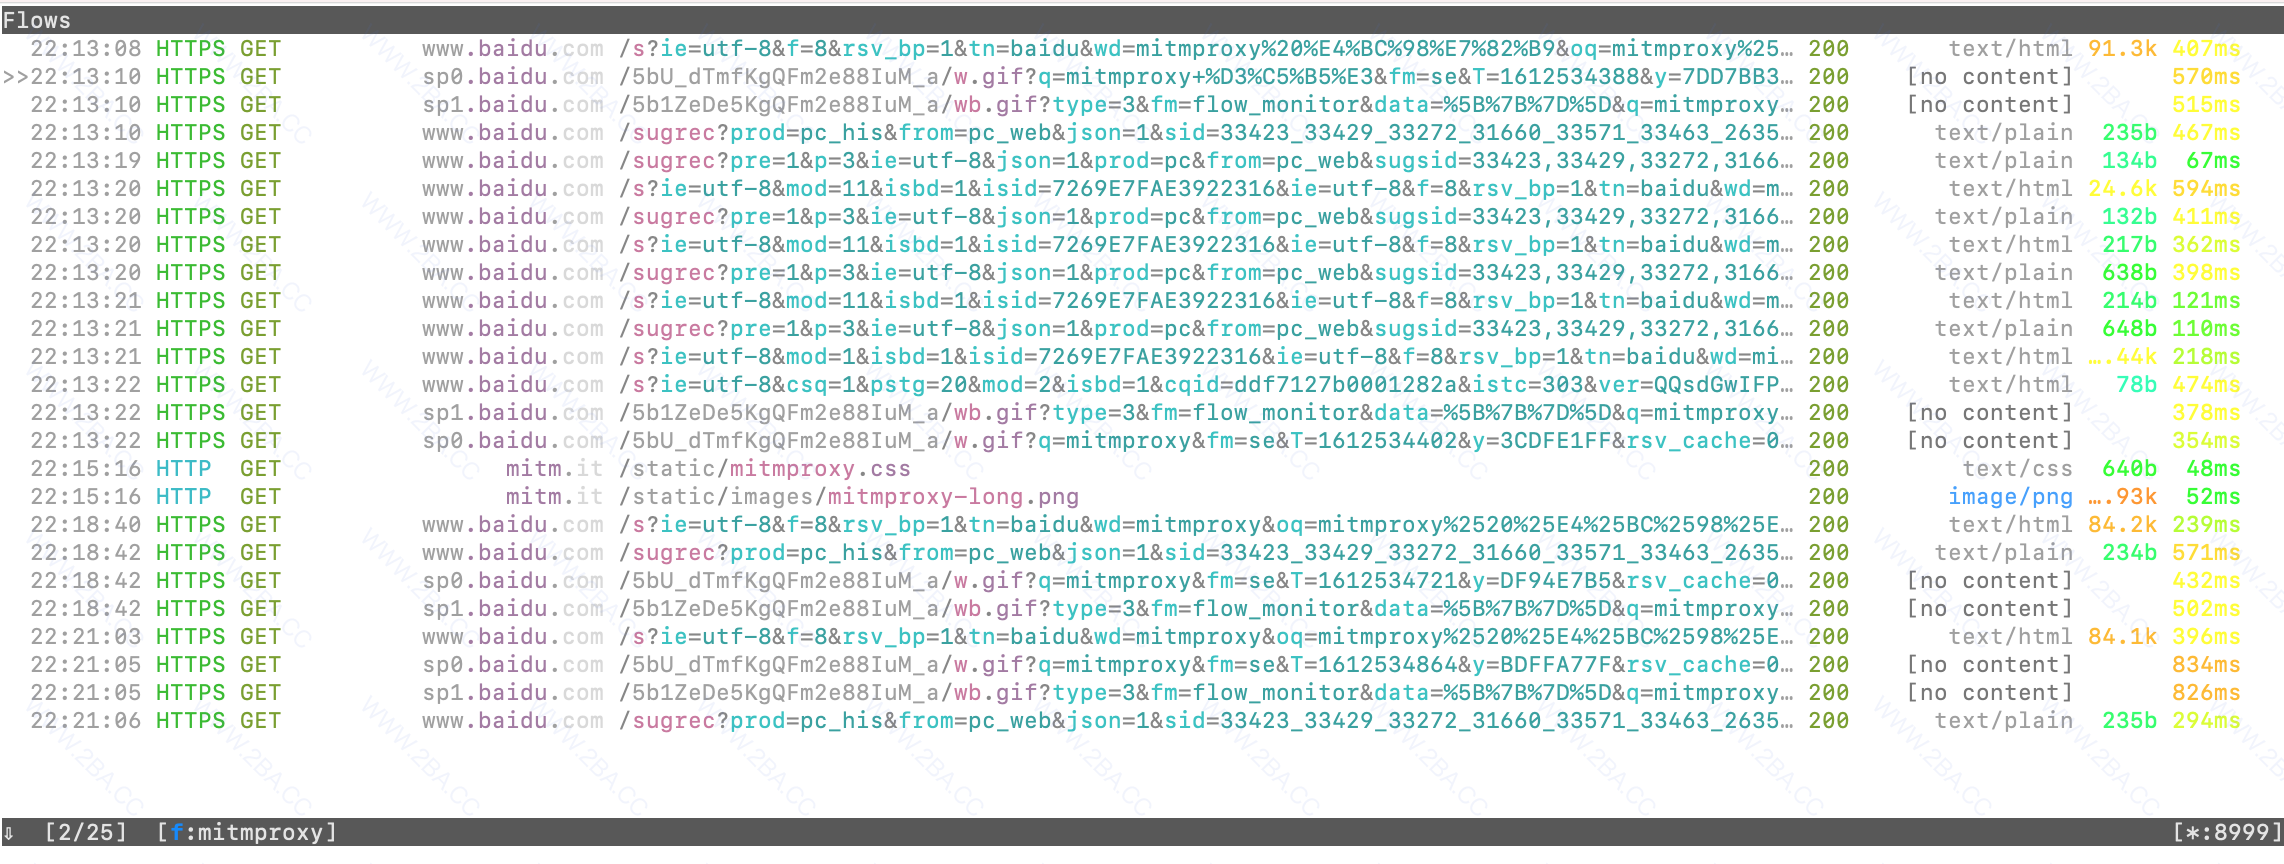 Flows
22:13:08 HTTPS GET www.baidu.com /s?ie=utf-8&f=8&rsv_bp=1&tn=baidu&wd=mitmproxy%20%E4%BC%98%E7%82%B9&oq=mitmproxy%25… 200 text/html 91.3k 407ms
>>22:13:10 HTTPS GET sp0.baidu.com /5bU_dTmfKgQFm2e88IuM_a/w.gif?q=mitmproxy+%D3%C5%B5%E3&fm=se&T=1612534388&y=7DD7BB3… 200 [no content] 570ms
22:13:10 HTTPS GET sp1.baidu.com /5b1ZeDe5KgQFm2e88IuM_a/wb.gif?type=3&fm=flow_monitor&data=%5B%7B%7D%5D&q=mitmproxy… 200 [no content] 515ms
22:13:10 HTTPS GET www.baidu.com /sugrec?prod=pc_his&from=pc_web&json=1&sid=33423_33429_33272_31660_33571_33463_2635… 200 text/plain 235b 467ms
22:13:19 HTTPS GET www.baidu.com /sugrec?pre=1&p=3&ie=utf-8&json=1&prod=pc&from=pc_web&sugsid=33423,33429,33272,3166… 200 text/plain 134b 67ms
22:13:20 HTTPS GET www.baidu.com /s?ie=utf-8&mod=11&isbd=1&isid=7269E7FAE3922316&ie=utf-8&f=8&rsv_bp=1&tn=baidu&wd=m… 200 text/html 24.6k 594ms
22:13:20 HTTPS GET www.baidu.com /sugrec?pre=1&p=3&ie=utf-8&json=1&prod=pc&from=pc_web&sugsid=33423,33429,33272,3166… 200 text/plain 132b 411ms
22:13:20 HTTPS GET www.baidu.com /s?ie=utf-8&mod=11&isbd=1&isid=7269E7FAE3922316&ie=utf-8&f=8&rsv_bp=1&tn=baidu&wd=m… 200 text/html 217b 362ms
22:13:20 HTTPS GET www.baidu.com /sugrec?pre=1&p=3&ie=utf-8&json=1&prod=pc&from=pc_web&sugsid=33423,33429,33272,3166… 200 text/plain 638b 398ms
22:13:21 HTTPS GET www.baidu.com /s?ie=utf-8&mod=11&isbd=1&isid=7269E7FAE3922316&ie=utf-8&f=8&rsv_bp=1&tn=baidu&wd=m… 200 text/html 214b 121ms
22:13:21 HTTPS GET www.baidu.com /sugrec?pre=1&p=3&ie=utf-8&json=1&prod=pc&from=pc_web&sugsid=33423,33429,33272,3166… 200 text/plain 648b 110ms
22:13:21 HTTPS GET www.baidu.com /s?ie=utf-8&mod=1&isbd=1&isid=7269E7FAE3922316&ie=utf-8&f=8&rsv_bp=1&tn=baidu&wd=mi… 200 text/html ….44k 218ms
22:13:22 HTTPS GET www.baidu.com /s?ie=utf-8&csq=1&pstg=20&mod=2&isbd=1&cqid=ddf7127b0001282a&istc=303&ver=QQsdGwIFP… 200 text/html 78b 474ms
22:13:22 HTTPS GET sp1.baidu.com /5b1ZeDe5KgQFm2e88IuM_a/wb.gif?type=3&fm=flow_monitor&data=%5B%7B%7D%5D&q=mitmproxy… 200 [no content] 378ms
22:13:22 HTTPS GET sp0.baidu.com /5bU_dTmfKgQFm2e88IuM_a/w.gif?q=mitmproxy&fm=se&T=1612534402&y=3CDFE1FF&rsv_cache=0… 200 [no content] 354ms
22:15:16 HTTP GET mitm.it /static/mitmproxy.css 200 text/css 640b 48ms
22:15:16 HTTP GET mitm.it /static/images/mitmproxy-long.png 200 image/png ….93k 52ms
22:18:40 HTTPS GET www.baidu.com /s?ie=utf-8&f=8&rsv_bp=1&tn=baidu&wd=mitmproxy&oq=mitmproxy%2520%25E4%25BC%2598%25E… 200 text/html 84.2k 239ms
22:18:42 HTTPS GET www.baidu.com /sugrec?prod=pc_his&from=pc_web&json=1&sid=33423_33429_33272_31660_33571_33463_2635… 200 text/plain 234b 571ms
22:18:42 HTTPS GET sp0.baidu.com /5bU_dTmfKgQFm2e88IuM_a/w.gif?q=mitmproxy&fm=se&T=1612534721&y=DF94E7B5&rsv_cache=0… 200 [no content] 432ms
22:18:42 HTTPS GET sp1.baidu.com /5b1ZeDe5KgQFm2e88IuM_a/wb.gif?type=3&fm=flow_monitor&data=%5B%7B%7D%5D&q=mitmproxy… 200 [no content] 502ms
22:21:03 HTTPS GET www.baidu.com /s?ie=utf-8&f=8&rsv_bp=1&tn=baidu&wd=mitmproxy&oq=mitmproxy%2520%25E4%25BC%2598%25E… 200 text/html 84.1k 396ms
22:21:05 HTTPS GET sp0.baidu.com /5bU_dTmfKgQFm2e88IuM_a/w.gif?q=mitmproxy&fm=se&T=1612534864&y=BDFFA77F&rsv_cache=0… 200 [no content] 834ms
22:21:05 HTTPS GET sp1.baidu.com /5b1ZeDe5KgQFm2e88IuM_a/wb.gif?type=3&fm=flow_monitor&data=%5B%7B%7D%5D&q=mitmproxy… 200 [no content] 826ms
22:21:06 HTTPS GET www.baidu.com /sugrec?prod=pc_his&from=pc_web&json=1&sid=33423_33429_33272_31660_33571_33463_2635… 200 text/plain 235b 294ms
⇩ [2/25] [f:mitmproxy] [*:8999]
WWW.2BA.CC